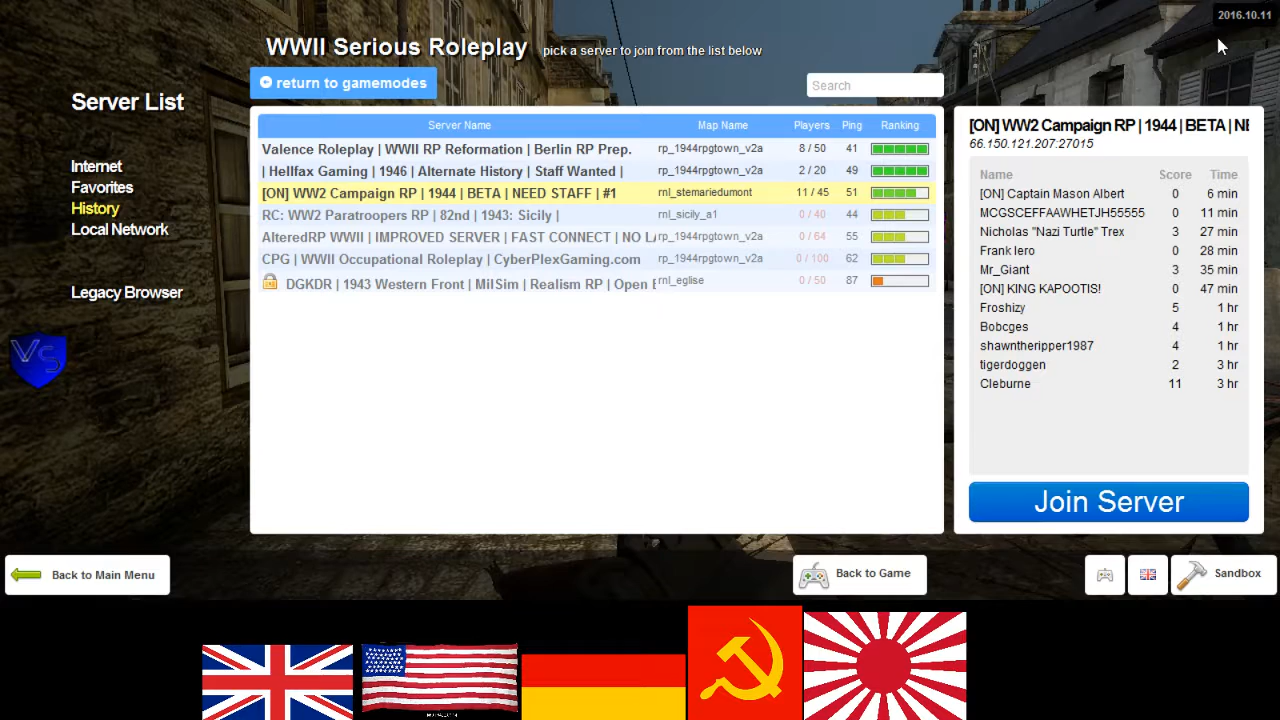 2016.10.11
WWII Serious Roleplay pick a server to join from the list below
return to gamemodes
Search
Server List
Internet
Favorites
History
Local Network
Legacy Browser
VS
Server Name Map Name Players Ping Ranking
Valence Roleplay | WWII RP Reformation | Berlin RP Prep. rp_1944rpgtown_v2a 8 / 50 41
| Hellfax Gaming | 1946 | Alternate History | Staff Wanted | rp_1944rpgtown_v2a 2 / 20 49
[ON] WW2 Campaign RP | 1944 | BETA | NEED STAFF | #1 rnl_stemariedumont 11 / 45 51
RC: WW2 Paratroopers RP | 82nd | 1943: Sicily | rnl_sicily_a1 0 / 40 44
AlteredRP WWII | IMPROVED SERVER | FAST CONNECT | NO rp_1944rpgtown_v2a 0 / 64 55
CPG | WWII Occupational Roleplay | CyberPlexGaming.com rp_1944rpgtown_v2a 0 / 100 62
DGKDR | 1943 Western Front | MilSim | Realism RP | Open rnl_eglise 0 / 50 87
[ON] WW2 Campaign RP | 1944 | BETA |
66.150.121.207:27015
Name Score Time
[ON] Captain Mason Albert 0 6 min
MCGSCEFFAAWHETJH55555 0 11 min
Nicholas "Nazi Turtle" Trex 3 27 min
Frank Iero 0 28 min
Mr_Giant 3 35 min
[ON] KING KAPOOTIS! 0 47 min
Froshizy 5 1 hr
Bobcges 4 1 hr
shawntheripper1987 4 1 hr
tigerdoggen 2 3 hr
Cleburne 11 3 hr
Join Server
Back to Main Menu
Back to Game
Sandbox